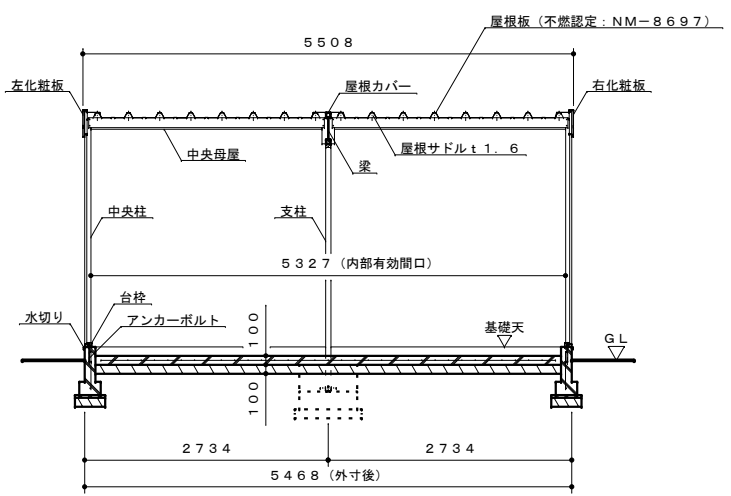 屋根板（不燃認定：NM－8697）
5508
左化粧板
屋根カバー
右化粧板
中央母屋
屋根サドルt1．6
梁
中央柱
支柱
5327（内部有効間口）
台枠
水切り
アンカーボルト
100
基礎天
GL
100
2734
2734
5468（外寸後）